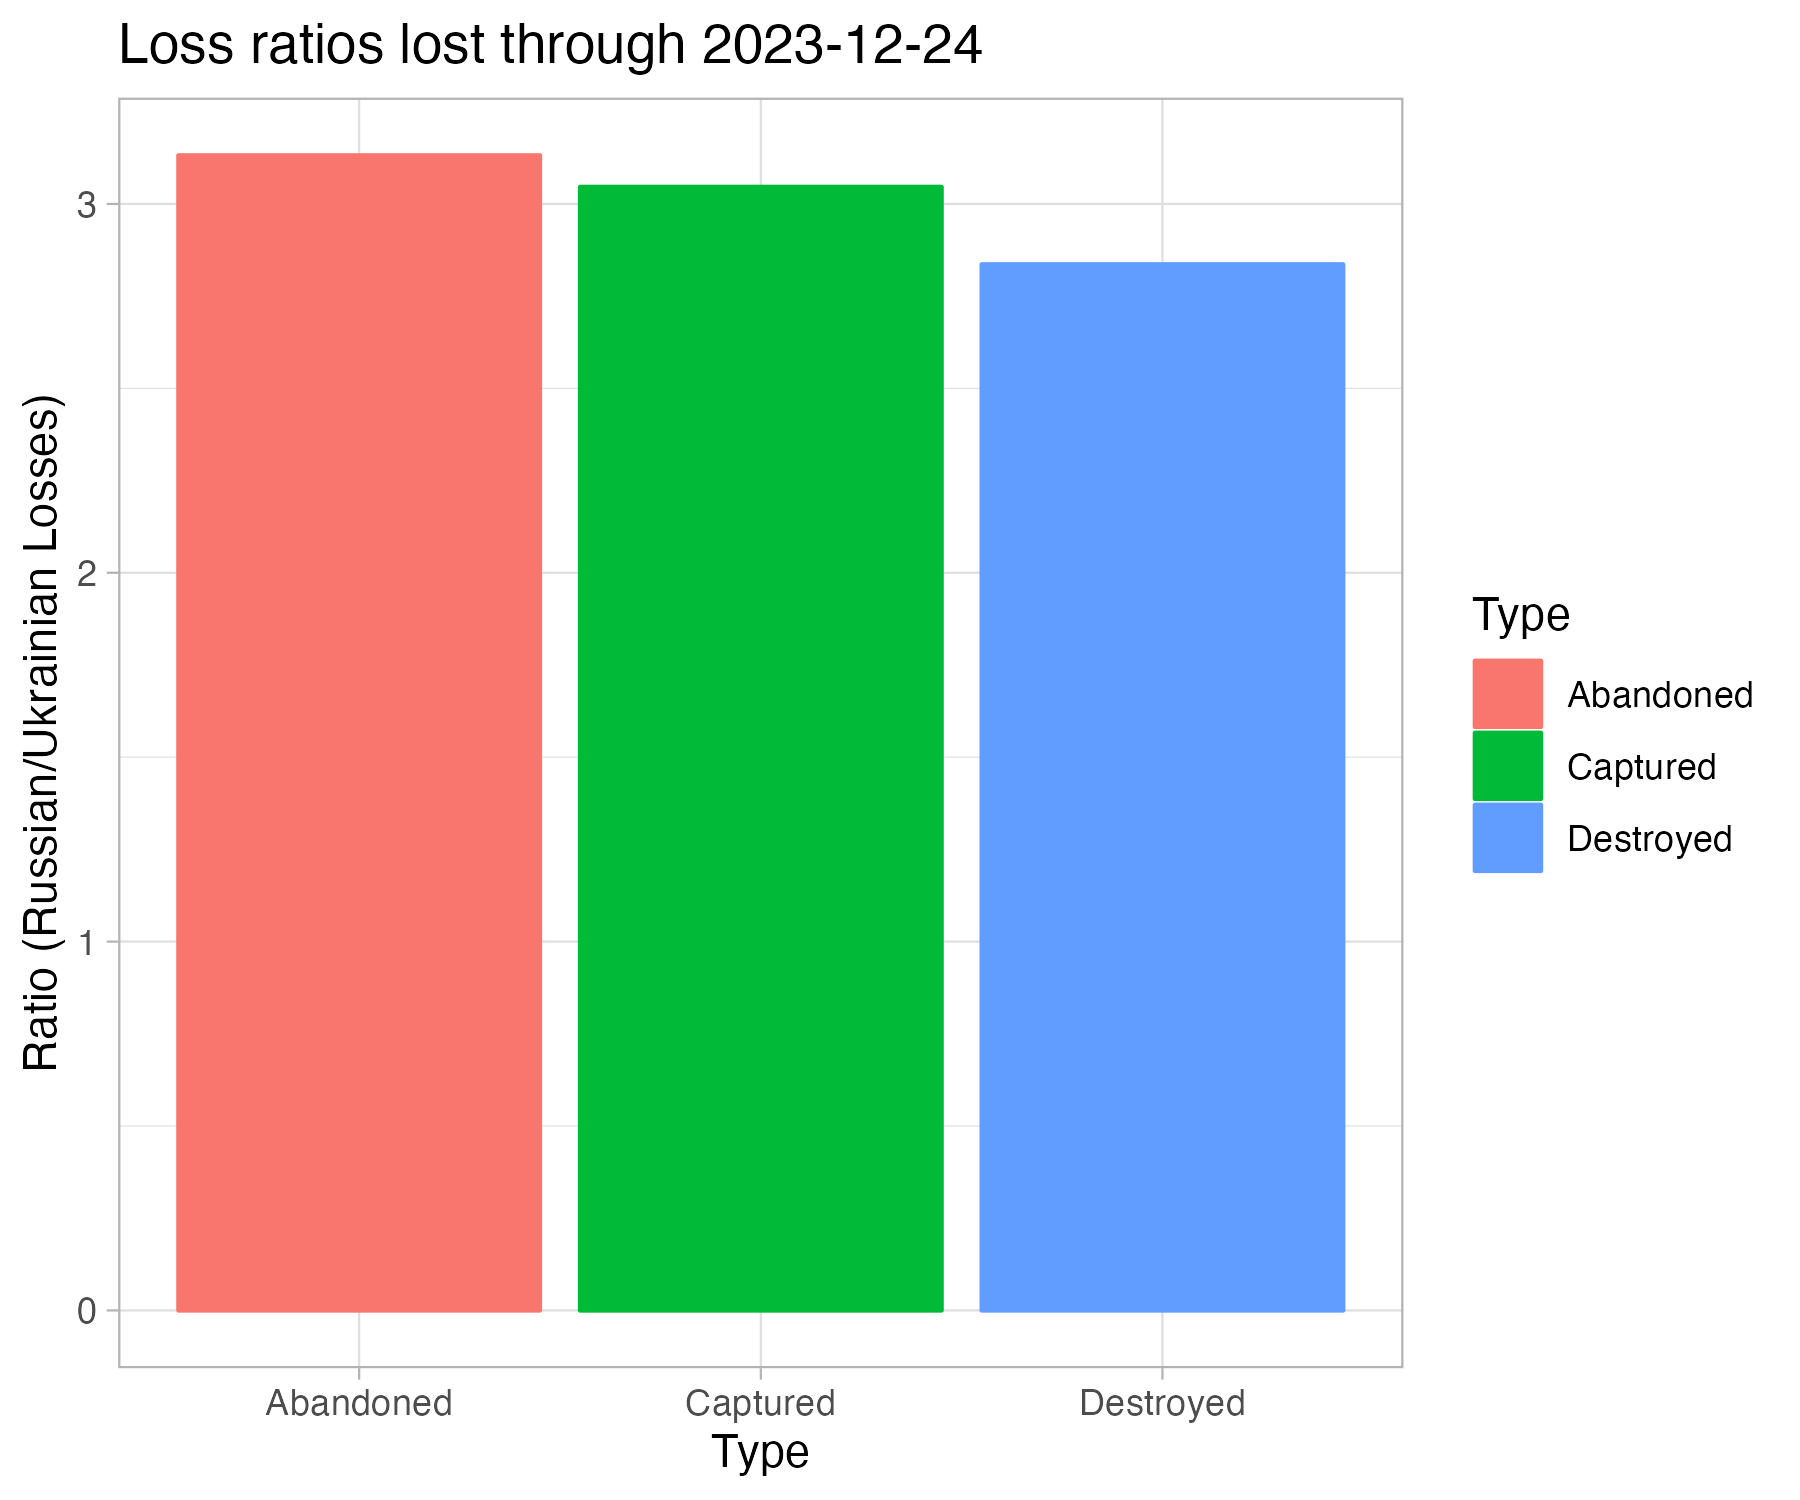 Loss ratios lost through 2023-12-24
Ratio (Russian/Ukrainian Losses)
3
2
1
0
Abandoned
Captured
Destroyed
Type
Type
Abandoned
Captured
Destroyed